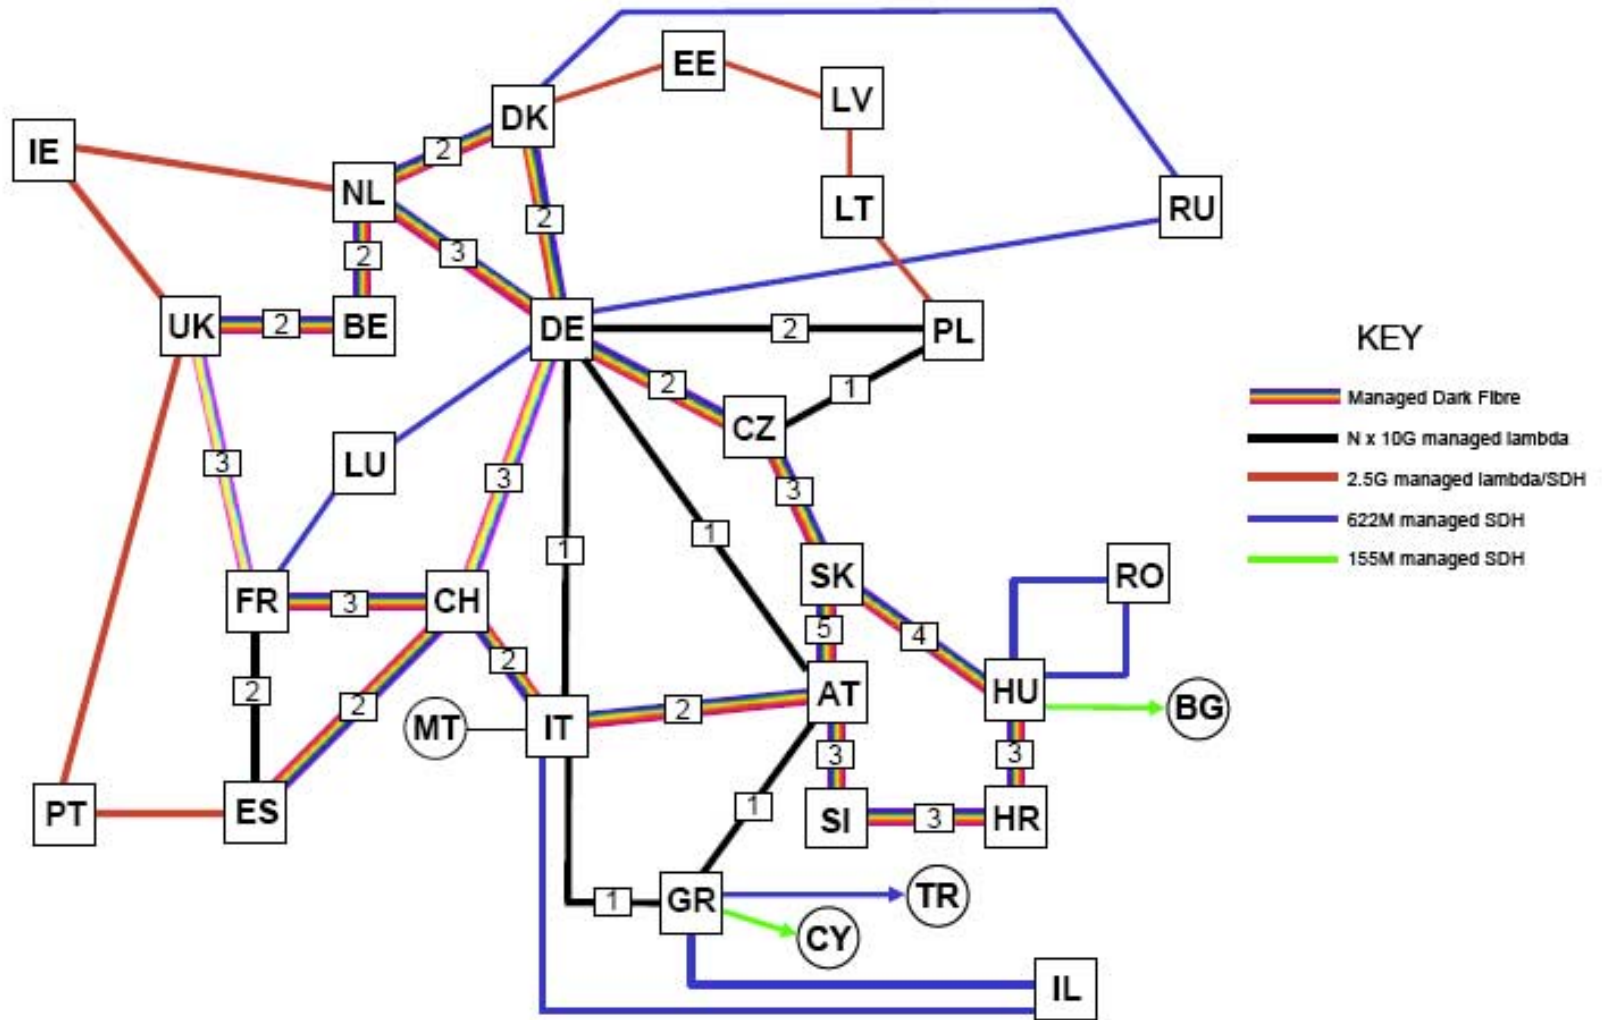 EE
LV
DK
IE
2
NL
LT
RU
2
2
3
UK
2
BE
DE
2
PL
KEY
2
1
Managed Dark Fibre
CZ
N x 10G managed lambda
LU
3
3
3
2.5G managed lambda/SDH
1
1
622M managed SDH
155M managed SDH
SK
RO
FR
3
CH
5
4
2
2
2
AT
HU
MT
IT
2
BG
3
3
PT
ES
1
SI
3
HR
1
GR
TR
CY
IL